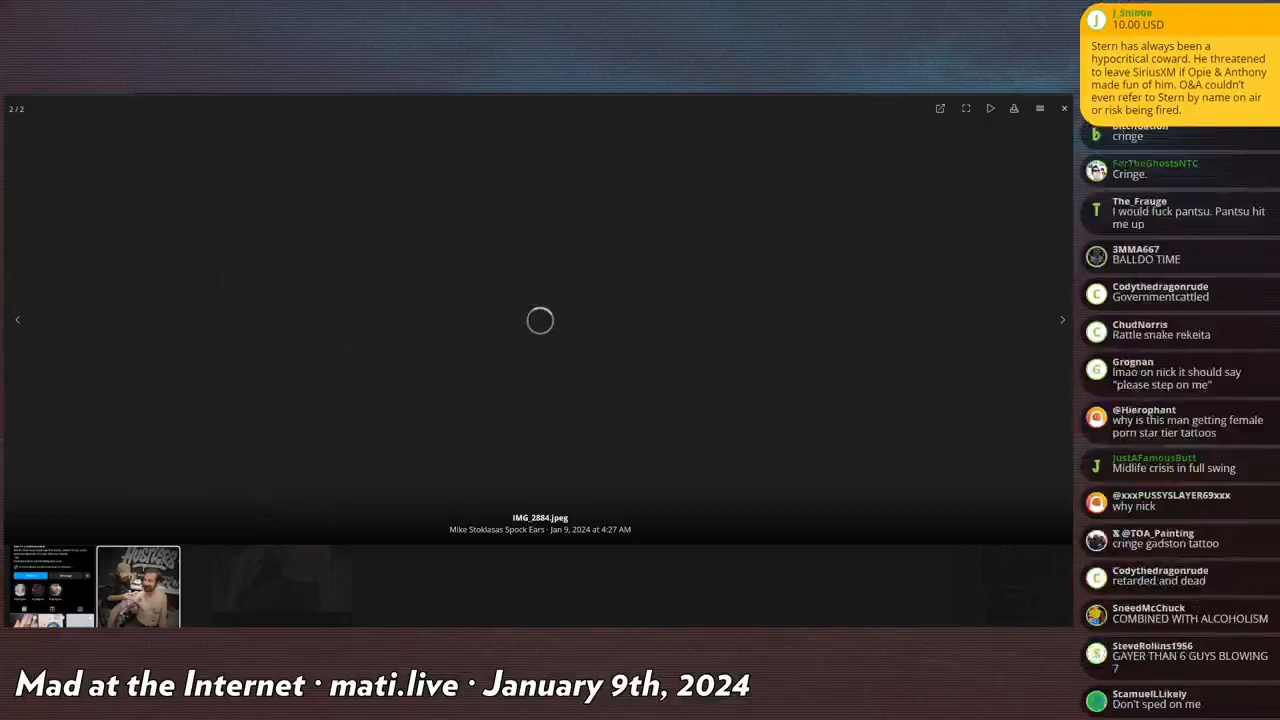 2 / 2
IMG_2884.jpeg
Mike Stoklasas Spock Ears · Jan 9, 2024 at 4:27 AM
HUSTLERS
Mad at the Internet · mati.live · January 9th, 2024
J
J_Snibba
10.00 USD
Stern has always been a
hypocritical coward. He threatened
to leave SiriusXM if Opie & Anthony
made fun of him. O&A couldn't
even refer to Stern by name on air
or risk being fired.
b
cringe
ForTheGhostsNTC
Cringe.
T
The_Frauge
I would fuck pantsu. Pantsu hit
me up
3MMA667
BALLDO TIME
C
Codythedragonrude
Governmentcattled
C
ChudNorris
Rattle snake rekeita
G
Grognan
lmao on nick it should say
"please step on me"
@Hierophant
why is this man getting female
porn star tier tattoos
J
JustAFamousButt
Midlife crisis in full swing
@xxxPUSSYSLAYER69xxx
why nick
@TOA_Painting
cringe gadston tattoo
C
Codythedragonrude
retarded and dead
SneedMcChuck
COMBINED WITH ALCOHOLISM
SteveRollins1956
GAYER THAN 6 GUYS BLOWING
7
ScamuelLLikely
Don't sped on me